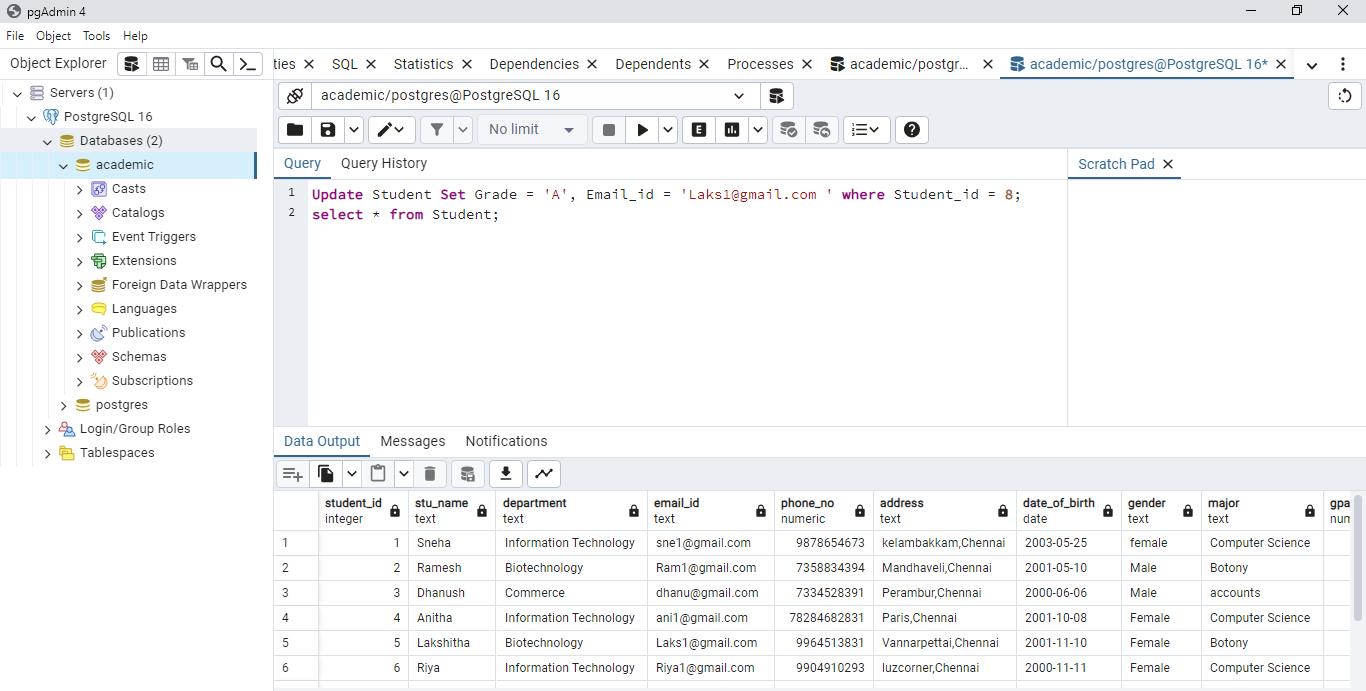 pgAdmin 4
File Object Tools Help
Object Explorer
ties SQL Statistics Dependencies Dependents Processes academic/postgr... academic/postgres@PostgreSQL 16*
Servers (1)
PostgreSQL 16
Databases (2)
academic
Casts
Catalogs
Event Triggers
Extensions
Foreign Data Wrappers
Languages
Publications
Schemas
Subscriptions
postgres
Login/Group Roles
Tablespaces
academic/postgres@PostgreSQL 16
No limit E
Query Query History
Scratch Pad
1 Update Student Set Grade = 'A', Email_id = 'Laks1@gmail.com ' where Student_id = 8;
2 select * from Student;
Data Output Messages Notifications
student_id stu_name department email_id phone_no address date_of_birth gender major gpa
integer text text text numeric text date text text num
1 1 Sneha Information Technology sne1@gmail.com 9878654673 kelambakkam,Chennai 2003-05-25 female Computer Science
2 2 Ramesh Biotechnology Ram1@gmail.com 7358834394 Mandhaveli,Chennai 2001-05-10 Male Botony
3 3 Dhanush Commerce dhanu@gmail.com 7334528391 Perambur,Chennai 2000-06-06 Male accounts
4 4 Anitha Information Technology ani1@gmail.com 78284682831 Paris,Chennai 2001-10-08 Female Computer Science
5 5 Lakshitha Biotechnology Laks1@gmail.com 9964513831 Vannarpettai,Chennai 2001-11-10 Female Botony
6 6 Riya Information Technology Riya1@gmail.com 9904910293 luzcorner,Chennai 2000-11-11 Female Computer Science